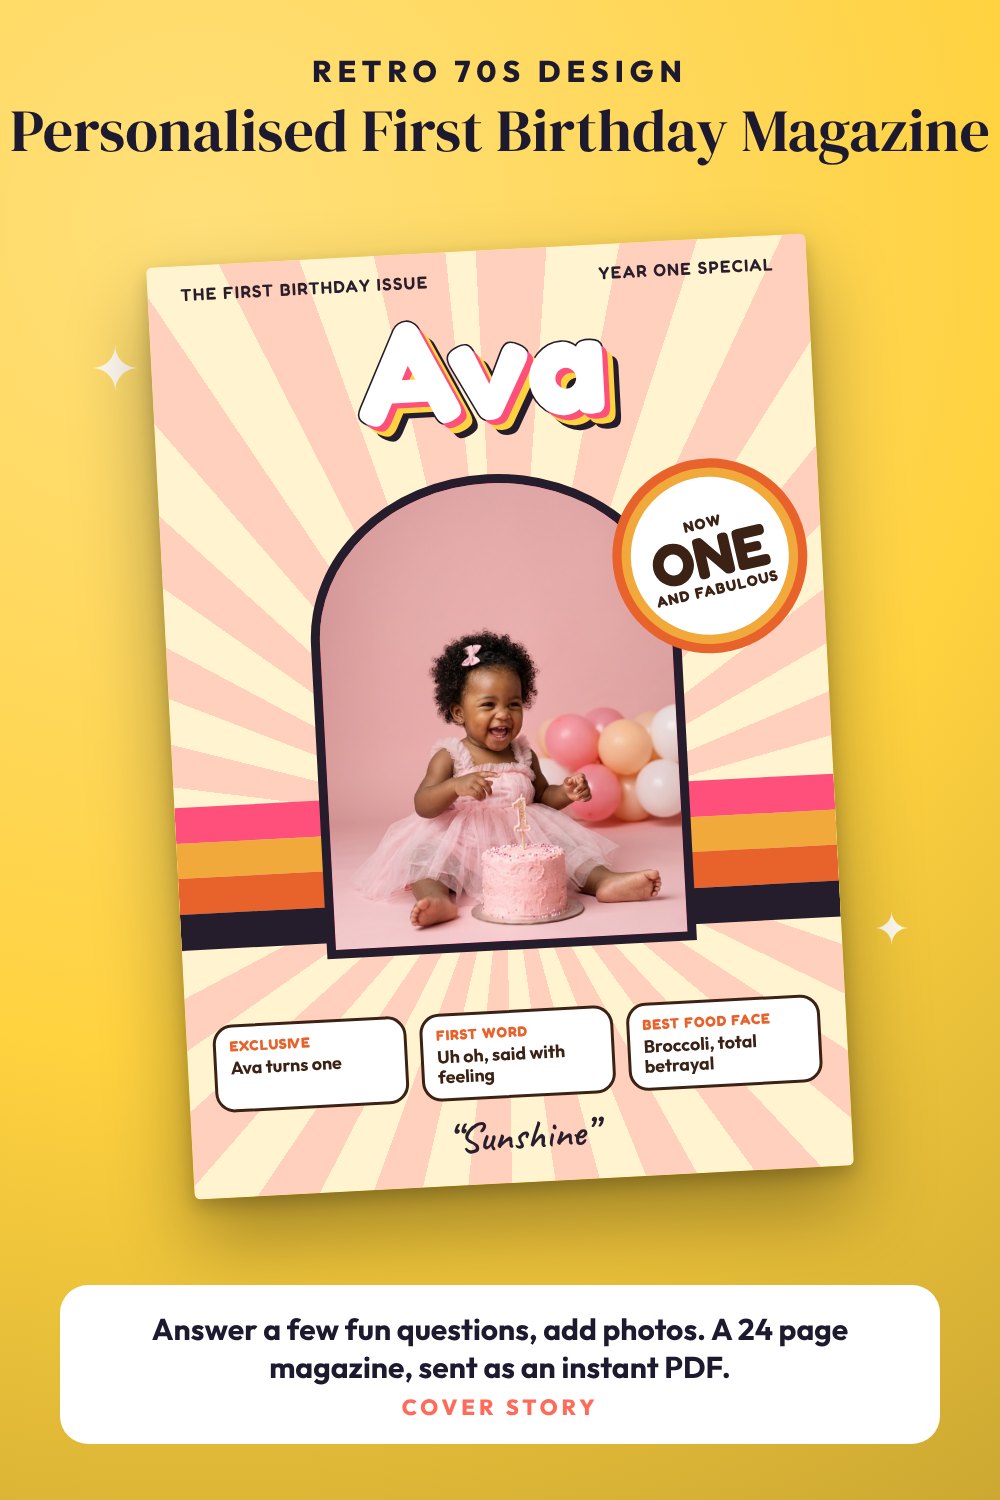 RETRO 70S DESIGN
Personalised First Birthday Magazine
THE FIRST BIRTHDAY ISSUE
YEAR ONE SPECIAL
Ava
NOW
ONE
AND FABULOUS
1
EXCLUSIVE
Ava turns one
FIRST WORD
Uh oh, said with
feeling
BEST FOOD FACE
Broccoli, total
betrayal
“Sunshine”
Answer a few fun questions, add photos. A 24 page
magazine, sent as an instant PDF.
COVER STORY